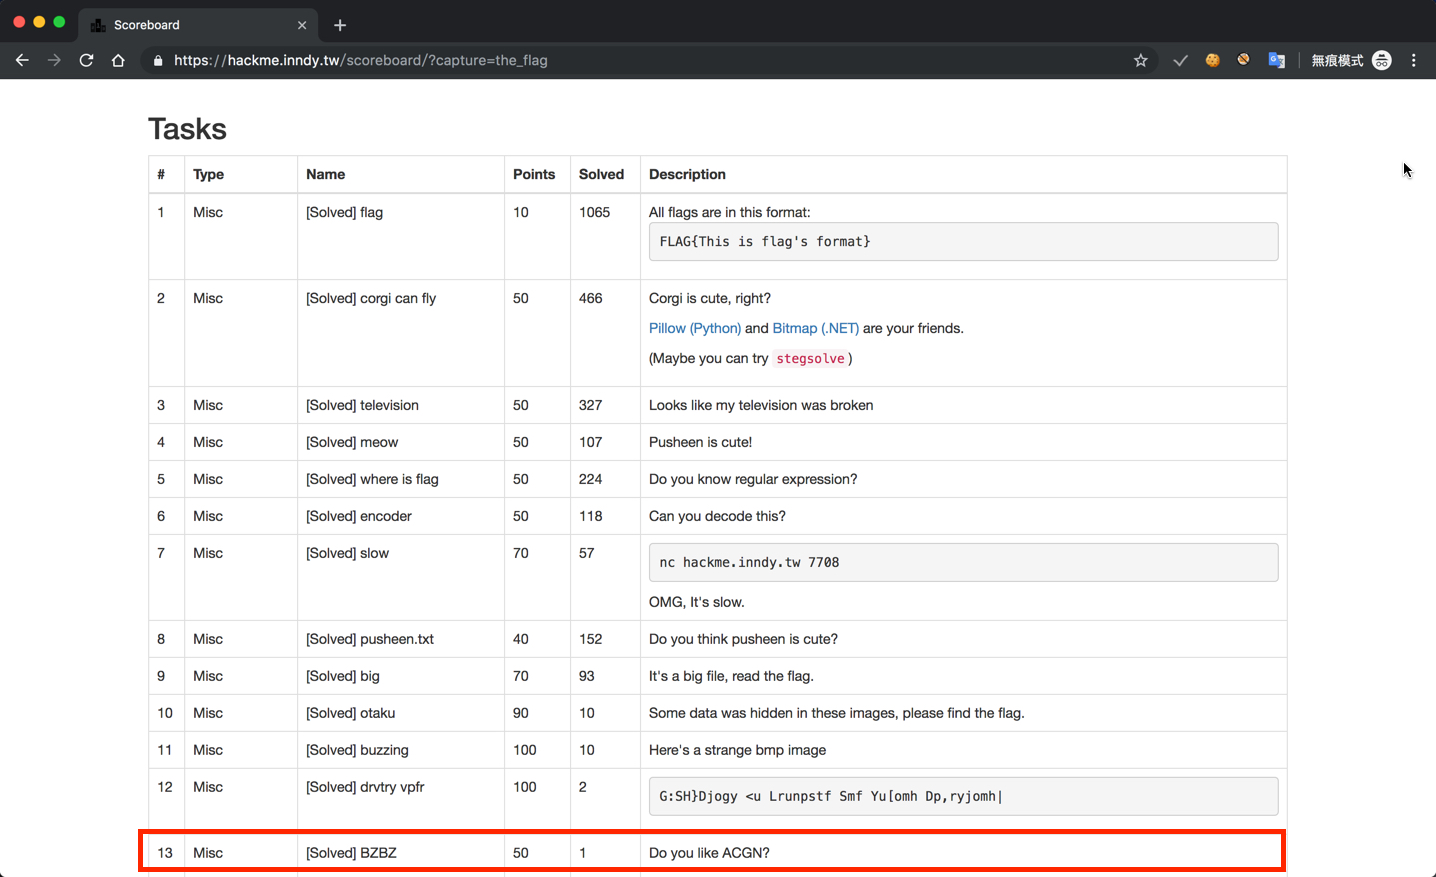 Scoreboard
https://hackme.inndy.tw/scoreboard/?capture=the_flag
無痕模式
Tasks
# Type Name Points Solved Description
1 Misc [Solved] flag 10 1065 All flags are in this format:
FLAG{This is flag's format}
2 Misc [Solved] corgi can fly 50 466 Corgi is cute, right?
Pillow (Python) and Bitmap (.NET) are your friends.
(Maybe you can try stegsolve)
3 Misc [Solved] television 50 327 Looks like my television was broken
4 Misc [Solved] meow 50 107 Pusheen is cute!
5 Misc [Solved] where is flag 50 224 Do you know regular expression?
6 Misc [Solved] encoder 50 118 Can you decode this?
7 Misc [Solved] slow 70 57 nc hackme.inndy.tw 7708
OMG, It's slow.
8 Misc [Solved] pusheen.txt 40 152 Do you think pusheen is cute?
9 Misc [Solved] big 70 93 It's a big file, read the flag.
10 Misc [Solved] otaku 90 10 Some data was hidden in these images, please find the flag.
11 Misc [Solved] buzzing 100 10 Here's a strange bmp image
12 Misc [Solved] drvtry vpfr 100 2 G:SH}Djogy <u Lrunpstf Smf Yu[omh Dp,ryjomh|
13 Misc [Solved] BZBZ 50 1 Do you like ACGN?